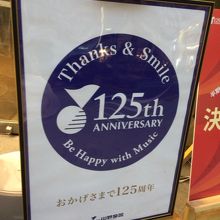 Thanks & Smile
125th
ANNIVERSARY
Be Happy with Music
おかげさまで125周年
決